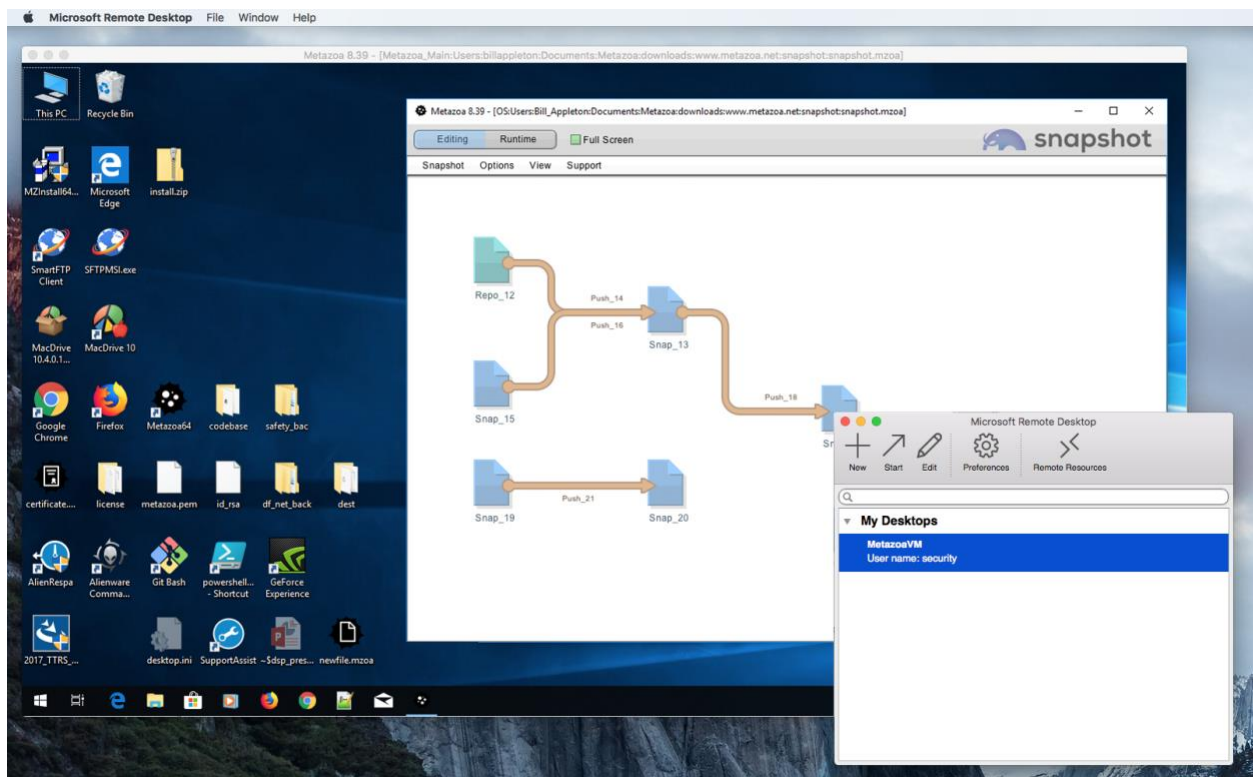 Microsoft Remote Desktop File Window Help
Metazoa 8.39 - [Metazoa_Main:Users:billappleton:Documents:Metazoa:downloads:www.metazoa.net:snapshot:snapshot.mzoa]
This PC
Recycle Bin
MZInstall64...
Microsoft
Edge
install.zip
SmartFTP
Client
SFTPMSI.exe
MacDrive
10.4.0.1...
MacDrive 10
Google
Chrome
Firefox
Metazoa64
codebase
safety_bac
certificate....
license
metazoa.pem
id_rsa
df_net_back
dest
AlienRespa
Alienware
Comma...
Git Bash
powershell...
- Shortcut
GeForce
Experience
2017_TTRS_...
desktop.ini
SupportAssist
~$dsp_pres...
newfile.mzoa
Metazoa 8.39 - [OS:Users:Bill_Appleton:Documents:Metazoa:downloads:www.metazoa.net:snapshot:snapshot.mzoa]
Editing Runtime Full Screen
snapshot
Snapshot Options View Support
Repo_12
Push_14
Push_16
Snap_13
Snap_15
Push_18
Sn
Snap_19
Push_21
Snap_20
Microsoft Remote Desktop
New Start Edit Preferences Remote Resources
My Desktops
MetazoaVM
User name: security